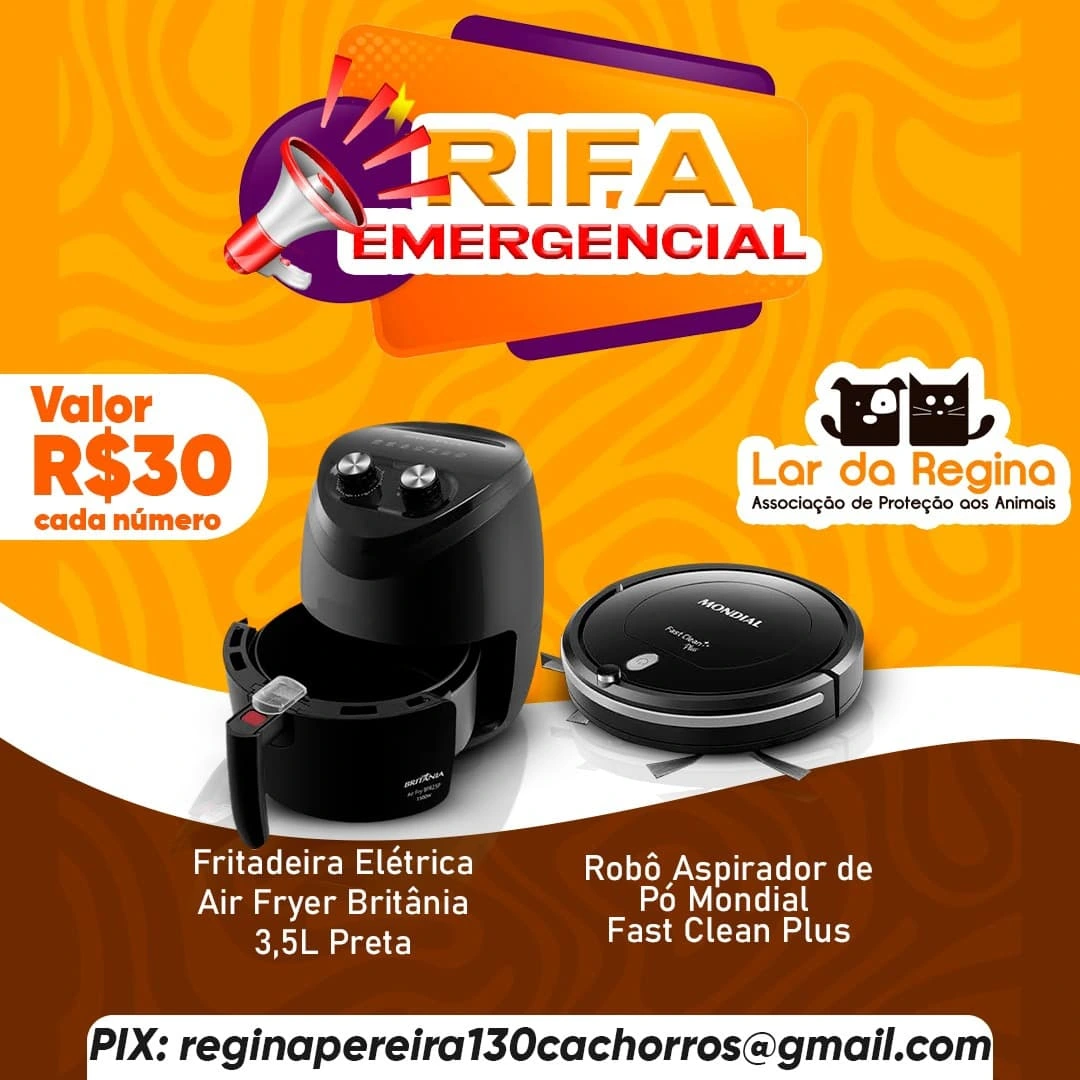 RIFA
EMERGENCIAL
Valor
R$30
cada número
Lar da Regina
Associação de Proteção aos Animais
MONDIAL
Fast Clean
Plus
BRITÂNIA
1500W
Fritadeira Elétrica
Air Fryer Britânia
3,5L Preta
Robô Aspirador de
Pó Mondial
Fast Clean Plus
PIX: reginapereira130cachorros@gmail.com